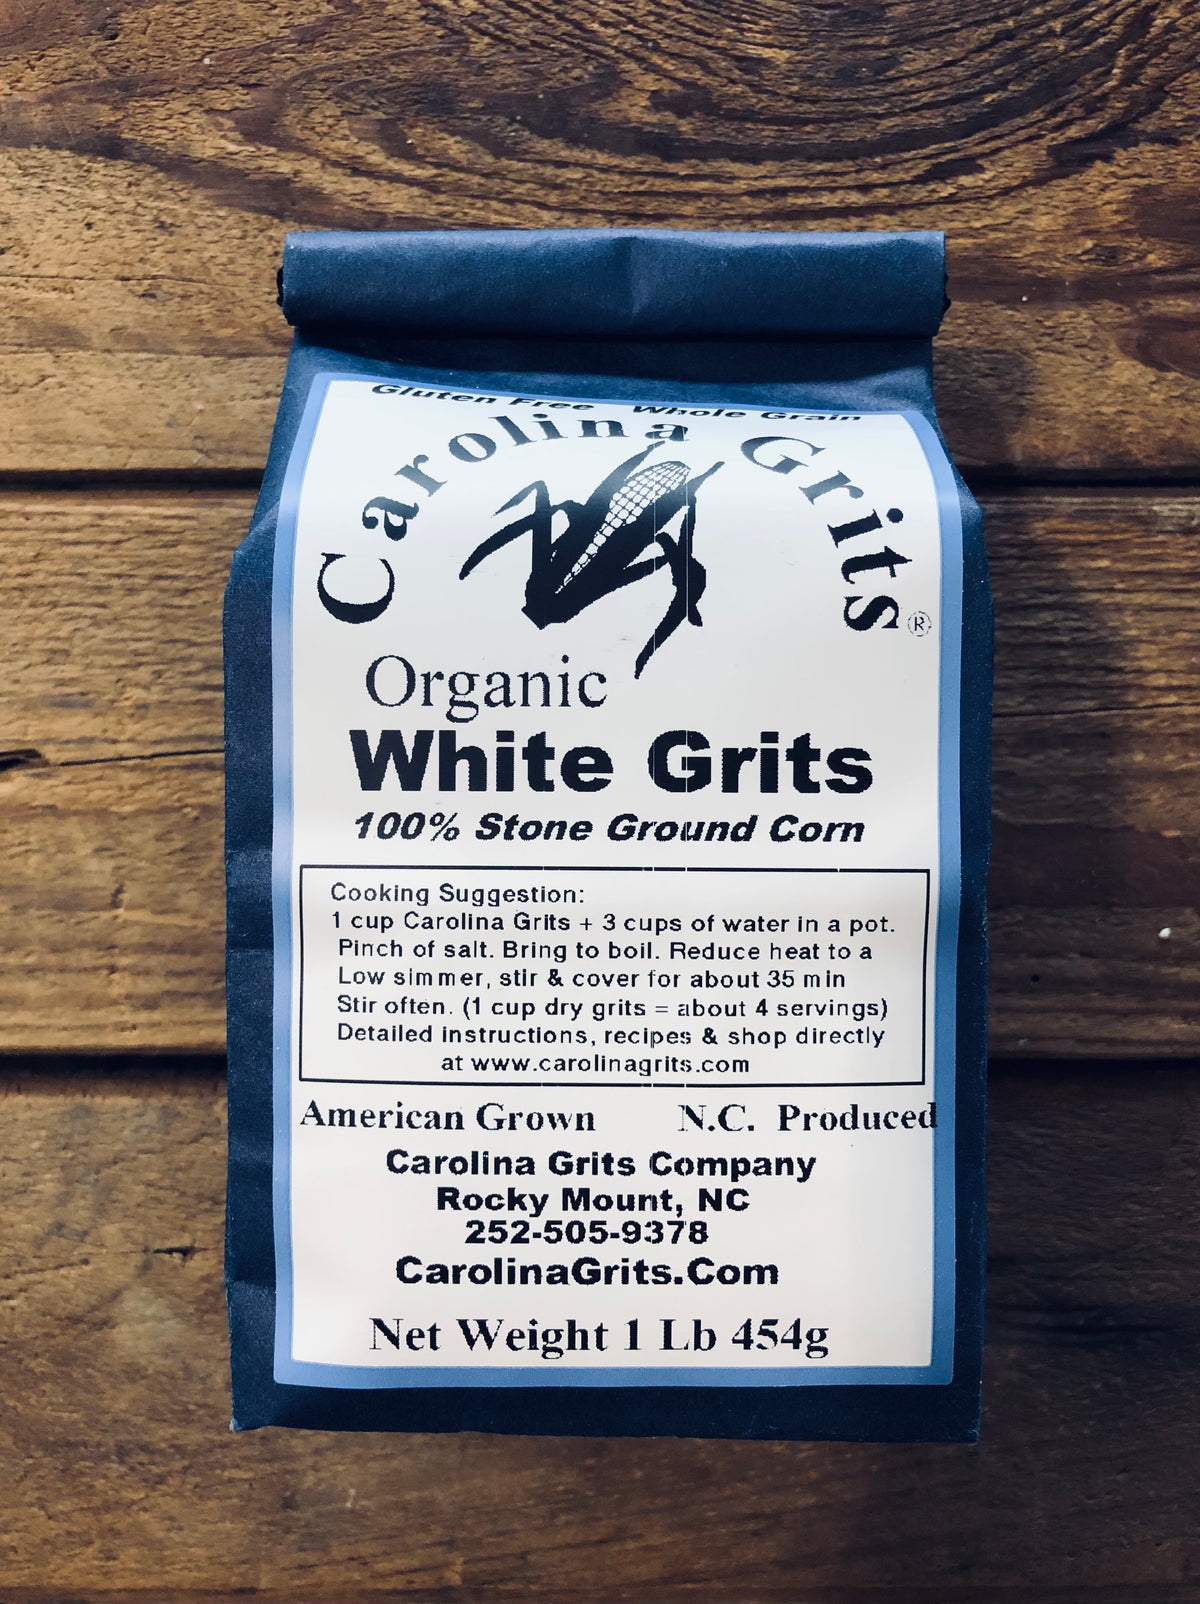 Gluten Free Whole Grain
Carolina Grits®
Organic
White Grits
100% Stone Ground Corn
Cooking Suggestion:
1 cup Carolina Grits + 3 cups of water in a pot.
Pinch of salt. Bring to boil. Reduce heat to a
Low simmer, stir & cover for about 35 min
Stir often. (1 cup dry grits = about 4 servings)
Detailed instructions, recipes & shop directly
at www.carolinagrits.com
American Grown N.C. Produced
Carolina Grits Company
Rocky Mount, NC
252-505-9378
CarolinaGrits.Com
Net Weight 1 Lb 454g